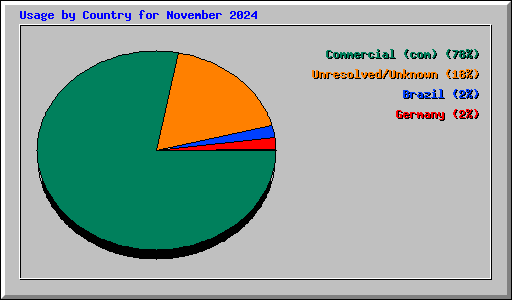 Usage by Country for November 2024
Commercial (com) (78%)
Unresolved/Unknown (18%)
Brazil (2%)
Germany (2%)